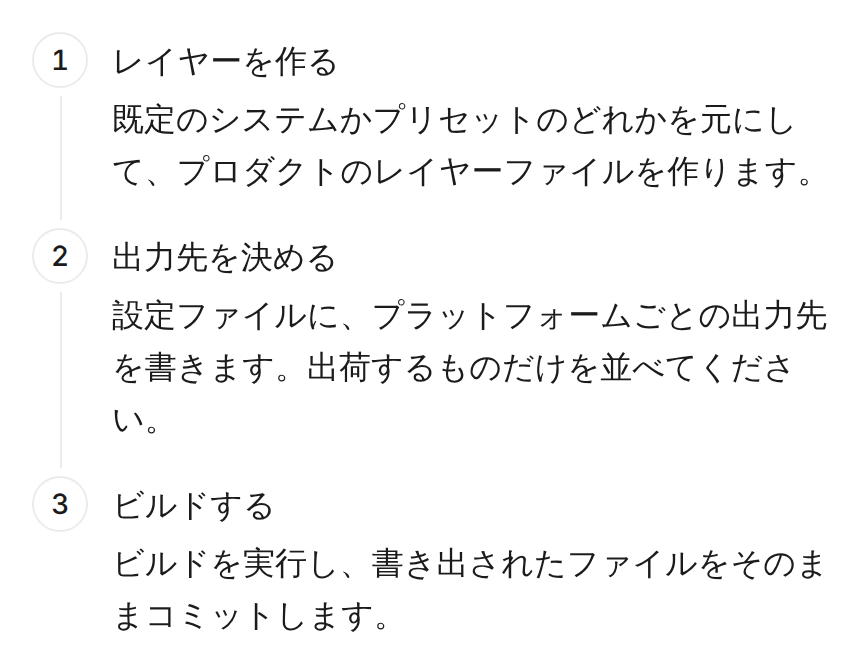 1 レイヤーを作る
既定のシステムかプリセットのどれかを元にし
て、プロダクトのレイヤーファイルを作ります。
2 出力先を決める
設定ファイルに、プラットフォームごとの出力先
を書きます。出荷するものだけを並べてくださ
い。
3 ビルドする
ビルドを実行し、書き出されたファイルをそのま
まコミットします。